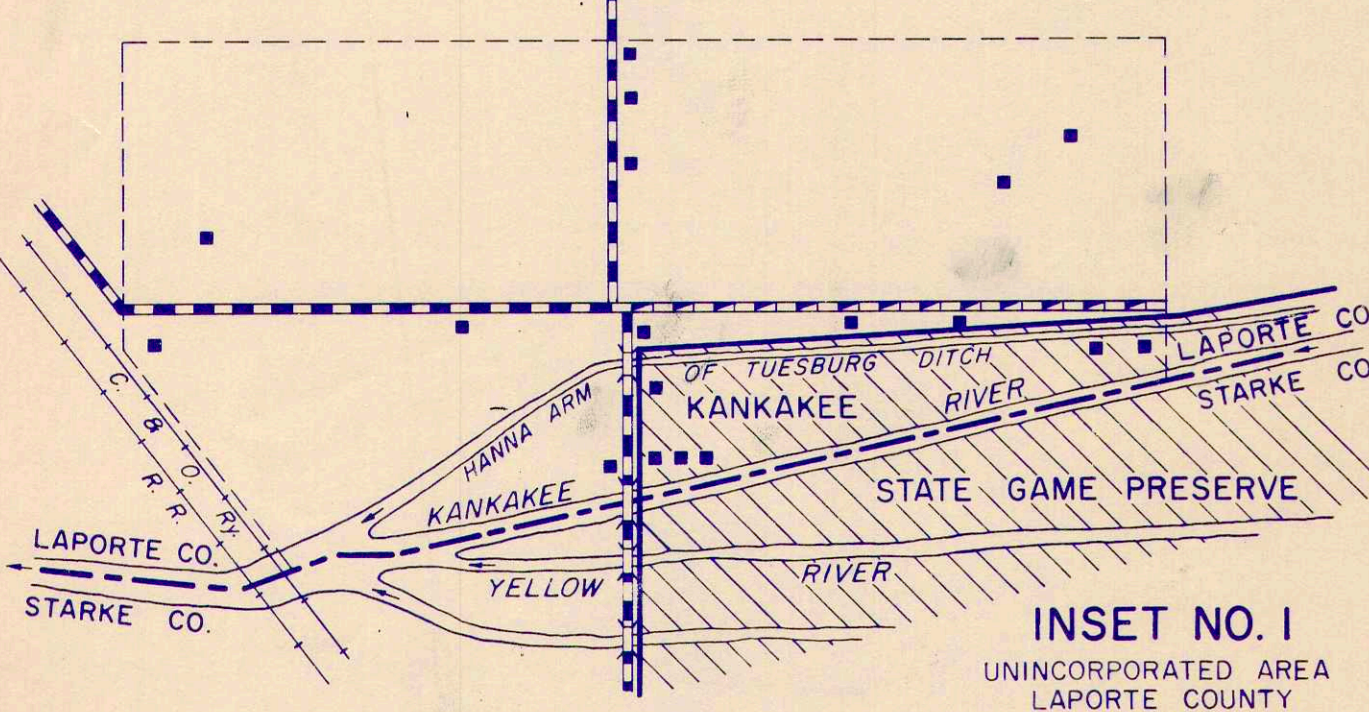 C. & O. Ry.
R. R.
HANNA ARM OF TUESBURG DITCH
KANKAKEE RIVER
KANKAKEE
STATE GAME PRESERVE
LAPORTE CO
STARKE CO
LAPORTE CO.
STARKE CO.
YELLOW RIVER
INSET NO. 1
UNINCORPORATED AREA
LAPORTE COUNTY